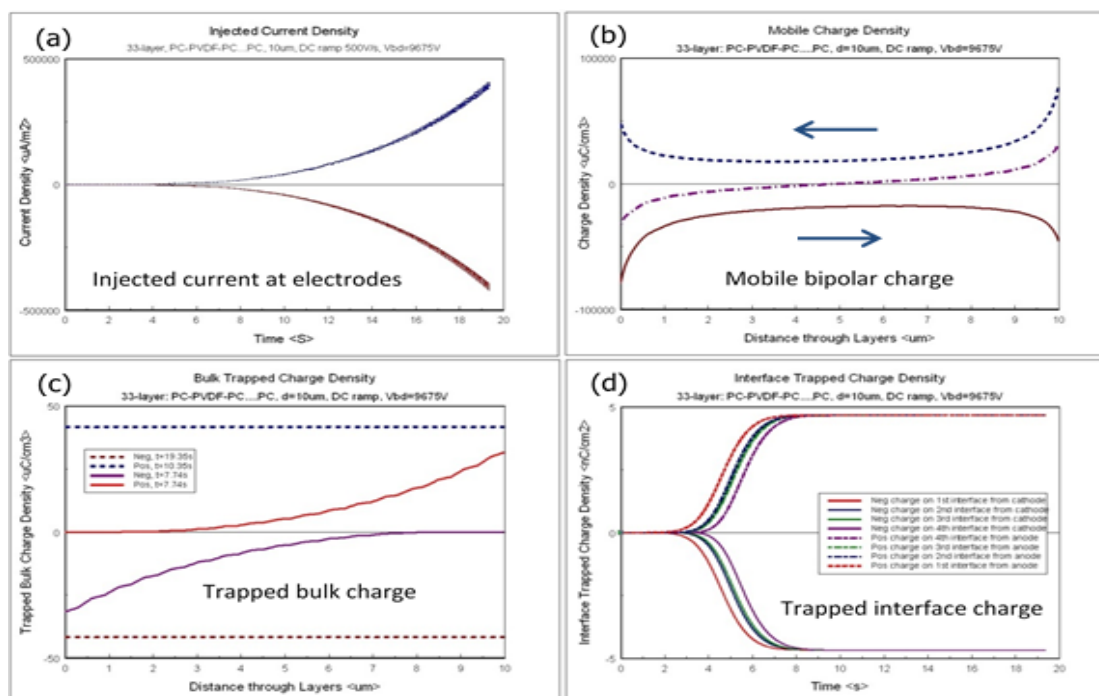 (a)
Injected Current Density
33-layer, PC-PVDF-PC....PC, 10um, DC ramp 500V/s, Vbd=9675V
500000
0
-500000
Current Density <uA/m2>
Injected current at electrodes
0 2 4 6 8 10 12 14 16 18 20
Time <S>
(b)
Mobile Charge Density
33-layer: PC-PVDF-PC....PC, d=10um, DC ramp, Vbd=9675V
100000
0
-100000
Charge Density <uC/cm3>
Mobile bipolar charge
0 1 2 3 4 5 6 7 8 9 10
Distance through Layers <um>
(c)
Bulk Trapped Charge Density
33-layer: PC-PVDF-PC....PC, d=10um, DC ramp, Vbd=9675V
50
0
-50
Trapped Bulk Charge Density <uC/cm3>
Neg, t=19.35s
Pos, t=10.35s
Neg, t=7.74s
Pos, t=7.74s
Trapped bulk charge
0 1 2 3 4 5 6 7 8 9 10
Distance through Layers <um>
(d)
Interface Trapped Charge Density
33-layer: PC-PVDF-PC....PC, d=10um, DC ramp, Vbd=9675V
5
0
-5
Interface Trapped Charge Density <nC/cm2>
Neg charge on 1st interface from cathode
Neg charge on 2nd interface from cathode
Neg charge on 3rd interface from cathode
Neg charge on 4th interface from cathode
Pos charge on 4th interface from anode
Pos charge on 3rd interface from anode
Pos charge on 2nd interface from anode
Pos charge on 1st interface from anode
Trapped interface charge
0 2 4 6 8 10 12 14 16 18 20
Time <s>